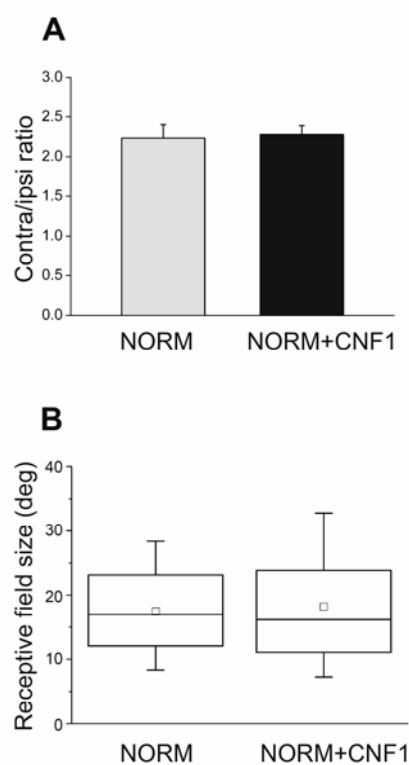 A
Contra/ipsi ratio
3.0
2.5
2.0
1.5
1.0
0.5
0.0
NORM
NORM+CNF1
B
Receptive field size (deg)
40
30
20
10
0
NORM
NORM+CNF1